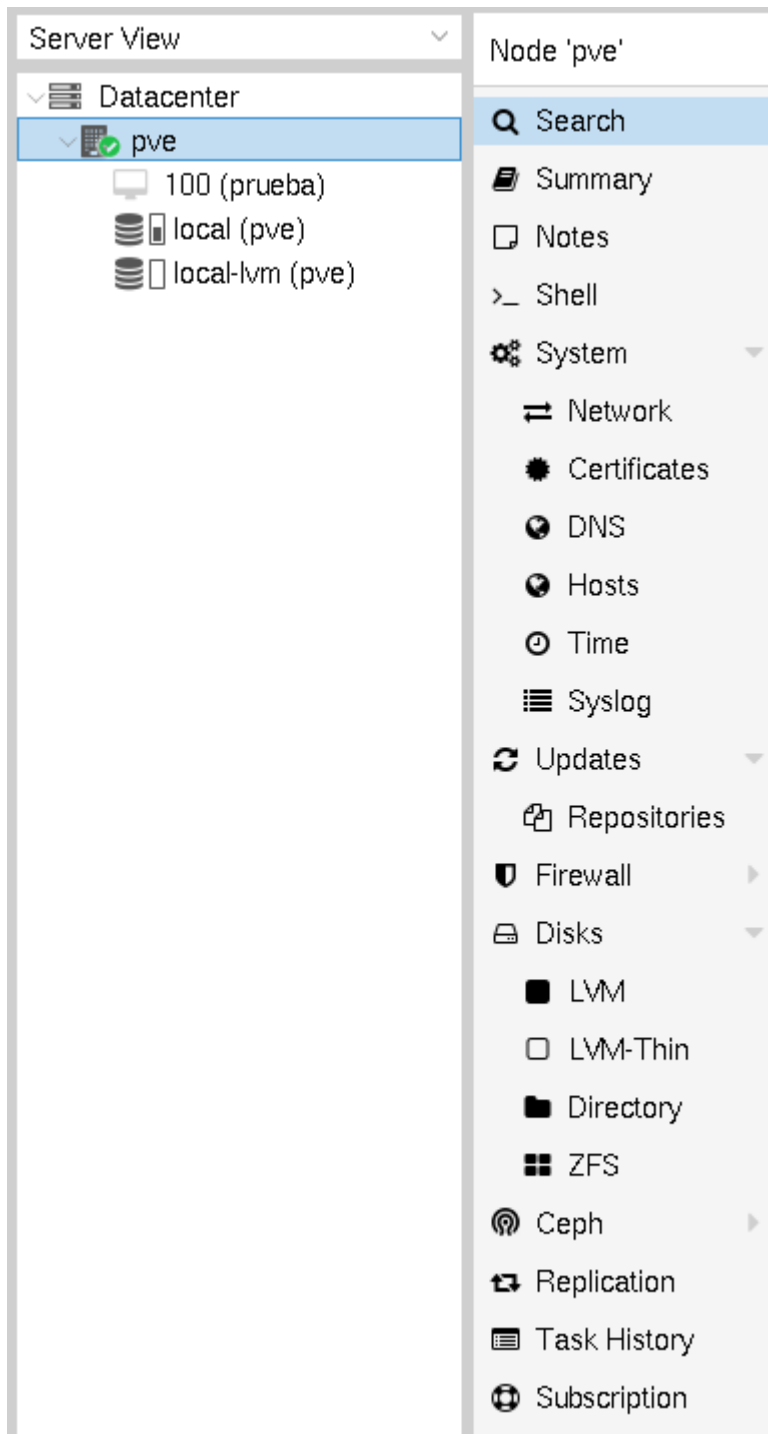 Server View
Datacenter
pve
100 (prueba)
local (pve)
local-lvm (pve)
Node 'pve'
Search
Summary
Notes
Shell
System
Network
Certificates
DNS
Hosts
Time
Syslog
Updates
Repositories
Firewall
Disks
LVM
LVM-Thin
Directory
ZFS
Ceph
Replication
Task History
Subscription